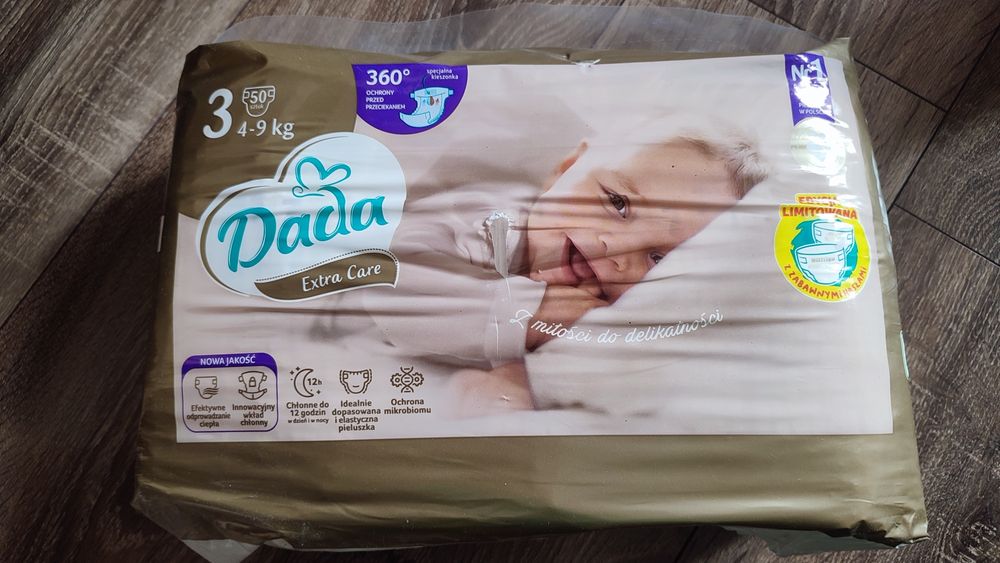 3
50
sztuk
4-9 kg
360°
specjalna
kieszonka
OCHRONY
PRZED
PRZECIEKANIEM
W POLSCE
Dada
Extra Care
EDYCJA
LIMITOWANA
Z ZABAWNYMI
Z miłości do delikatności
NOWA JAKOŚĆ
Efektywne
odprowadzanie
ciepła
Innowacyjny
wkład
chłonny
12h
Chłonne do
12 godzin
w dzień i w nocy
Idealnie
dopasowana
i elastyczna
pieluszka
Ochrona
mikrobiomu